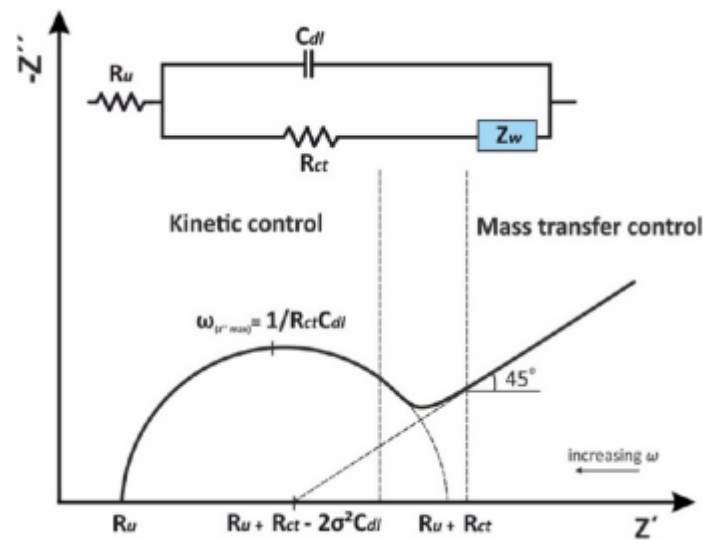 -Z´´
Cdl
Ru
Rct
Zw
Kinetic control
Mass transfer control
ω(z'' max)= 1/RctCdl
45°
increasing ω
Ru
Ru + Rct - 2σ²Cdl
Ru + Rct
Z´